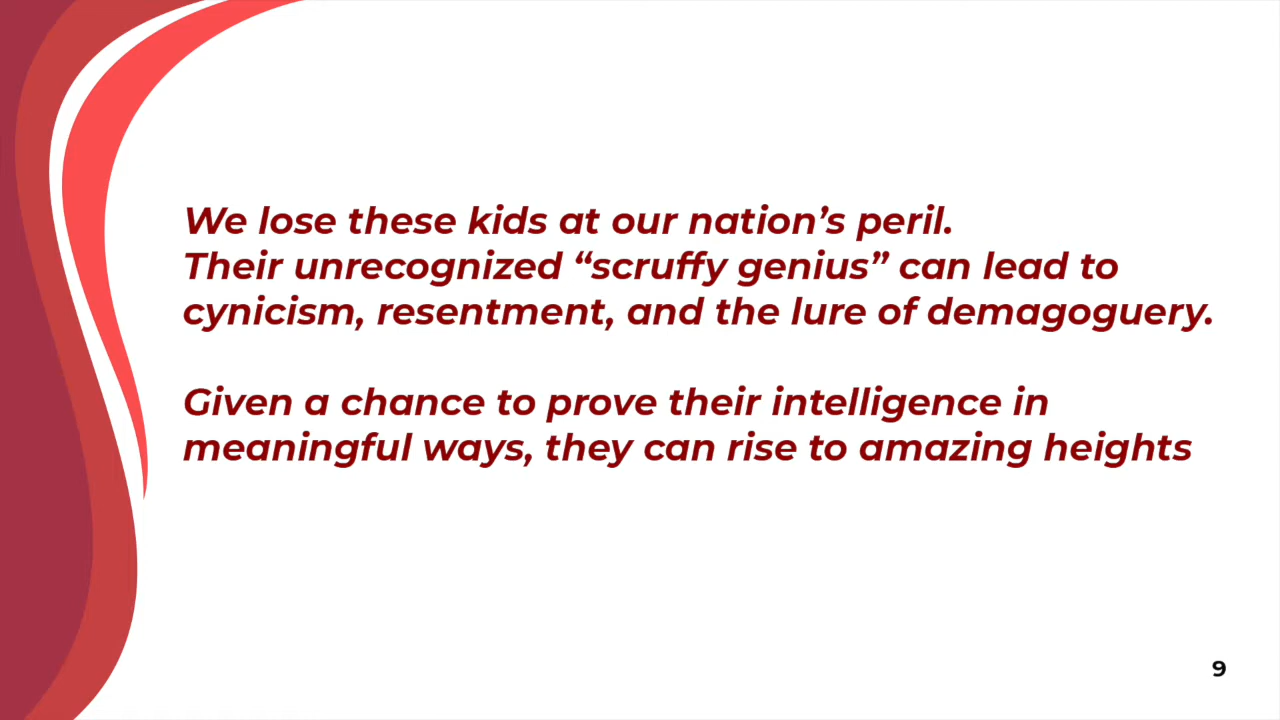 We lose these kids at our nation’s peril.
Their unrecognized “scruffy genius” can lead to
cynicism, resentment, and the lure of demagoguery.
Given a chance to prove their intelligence in
meaningful ways, they can rise to amazing heights
9